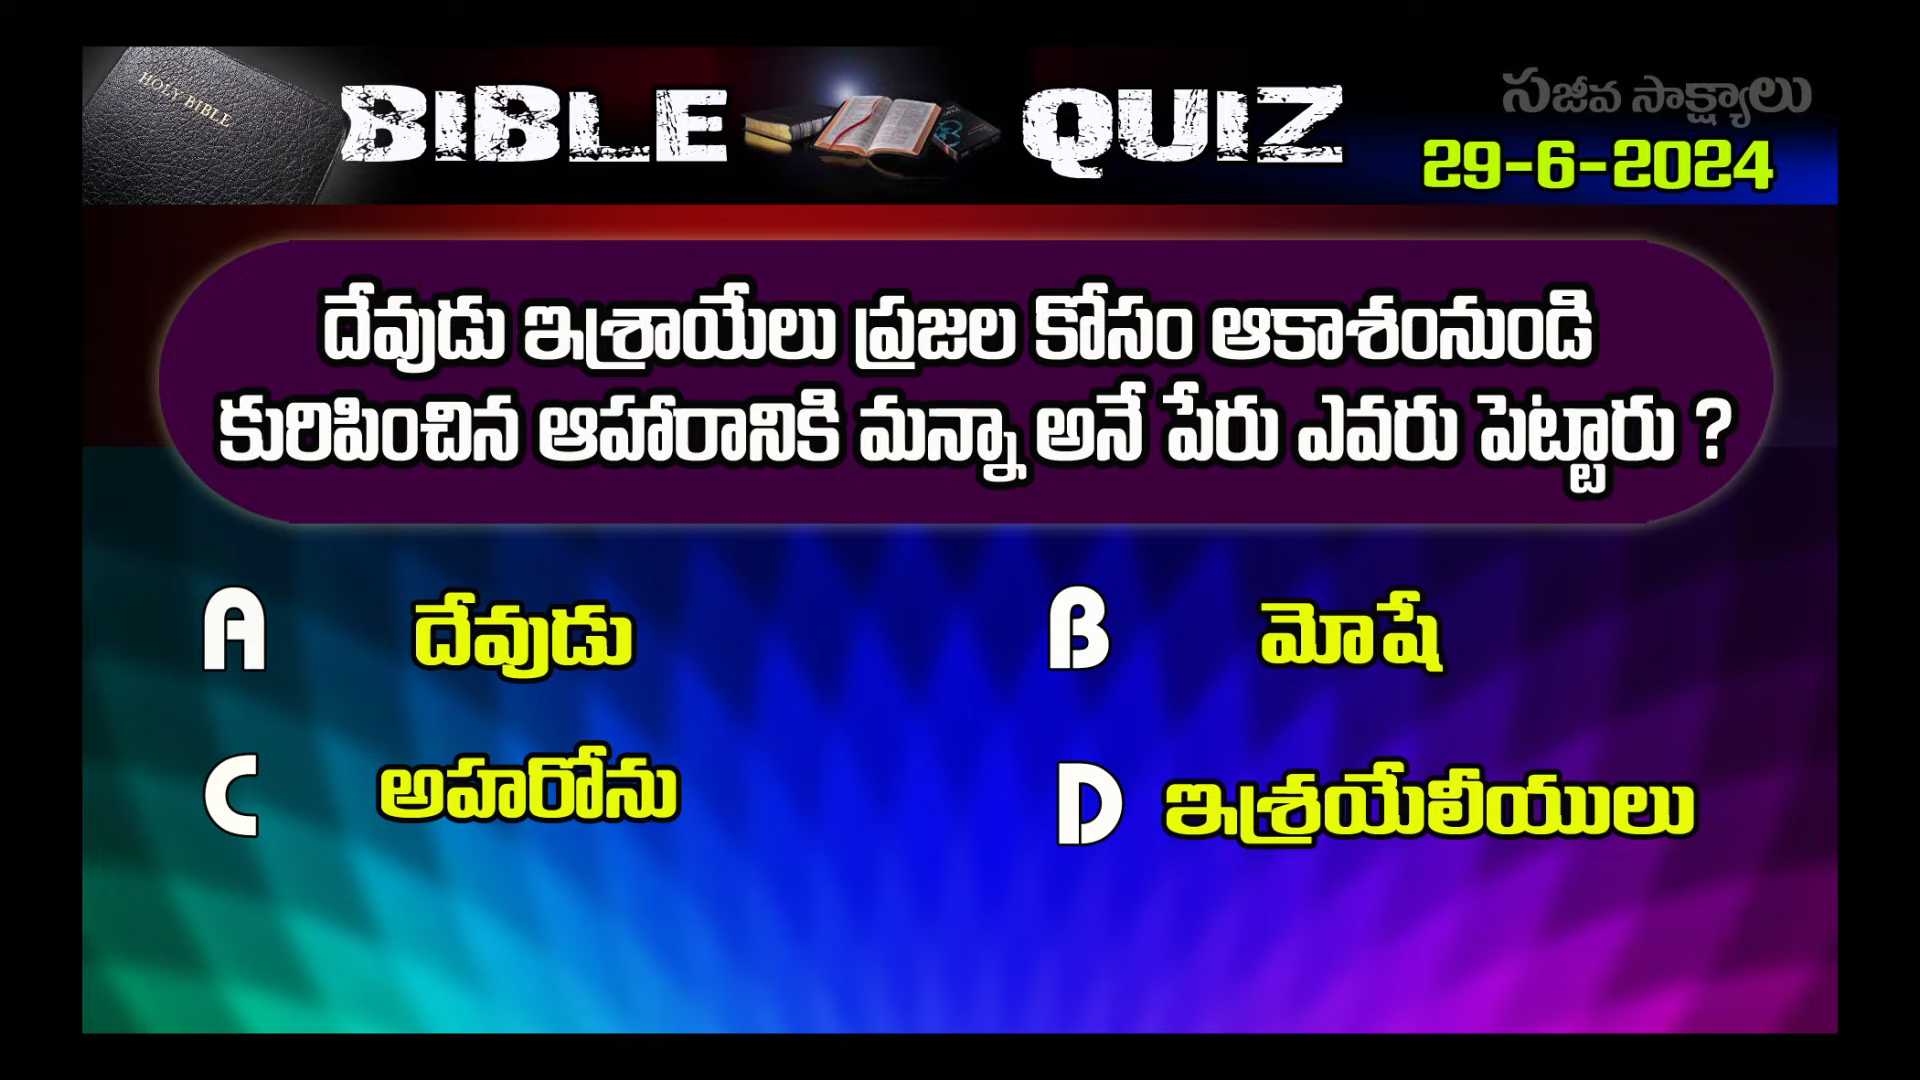 HOLY BIBLE
BIBLE QUIZ
సజీవ సాక్ష్యాలు
29-6-2024
దేవుడు ఇశ్రాయేలు ప్రజల కోసం ఆకాశంనుండి
కురిపించిన ఆహారానికి మన్నా అనే పేరు ఎవరు పెట్టారు ?
A దేవుడు
B మోషే
C అహరోను
D ఇశ్రయేలీయులు